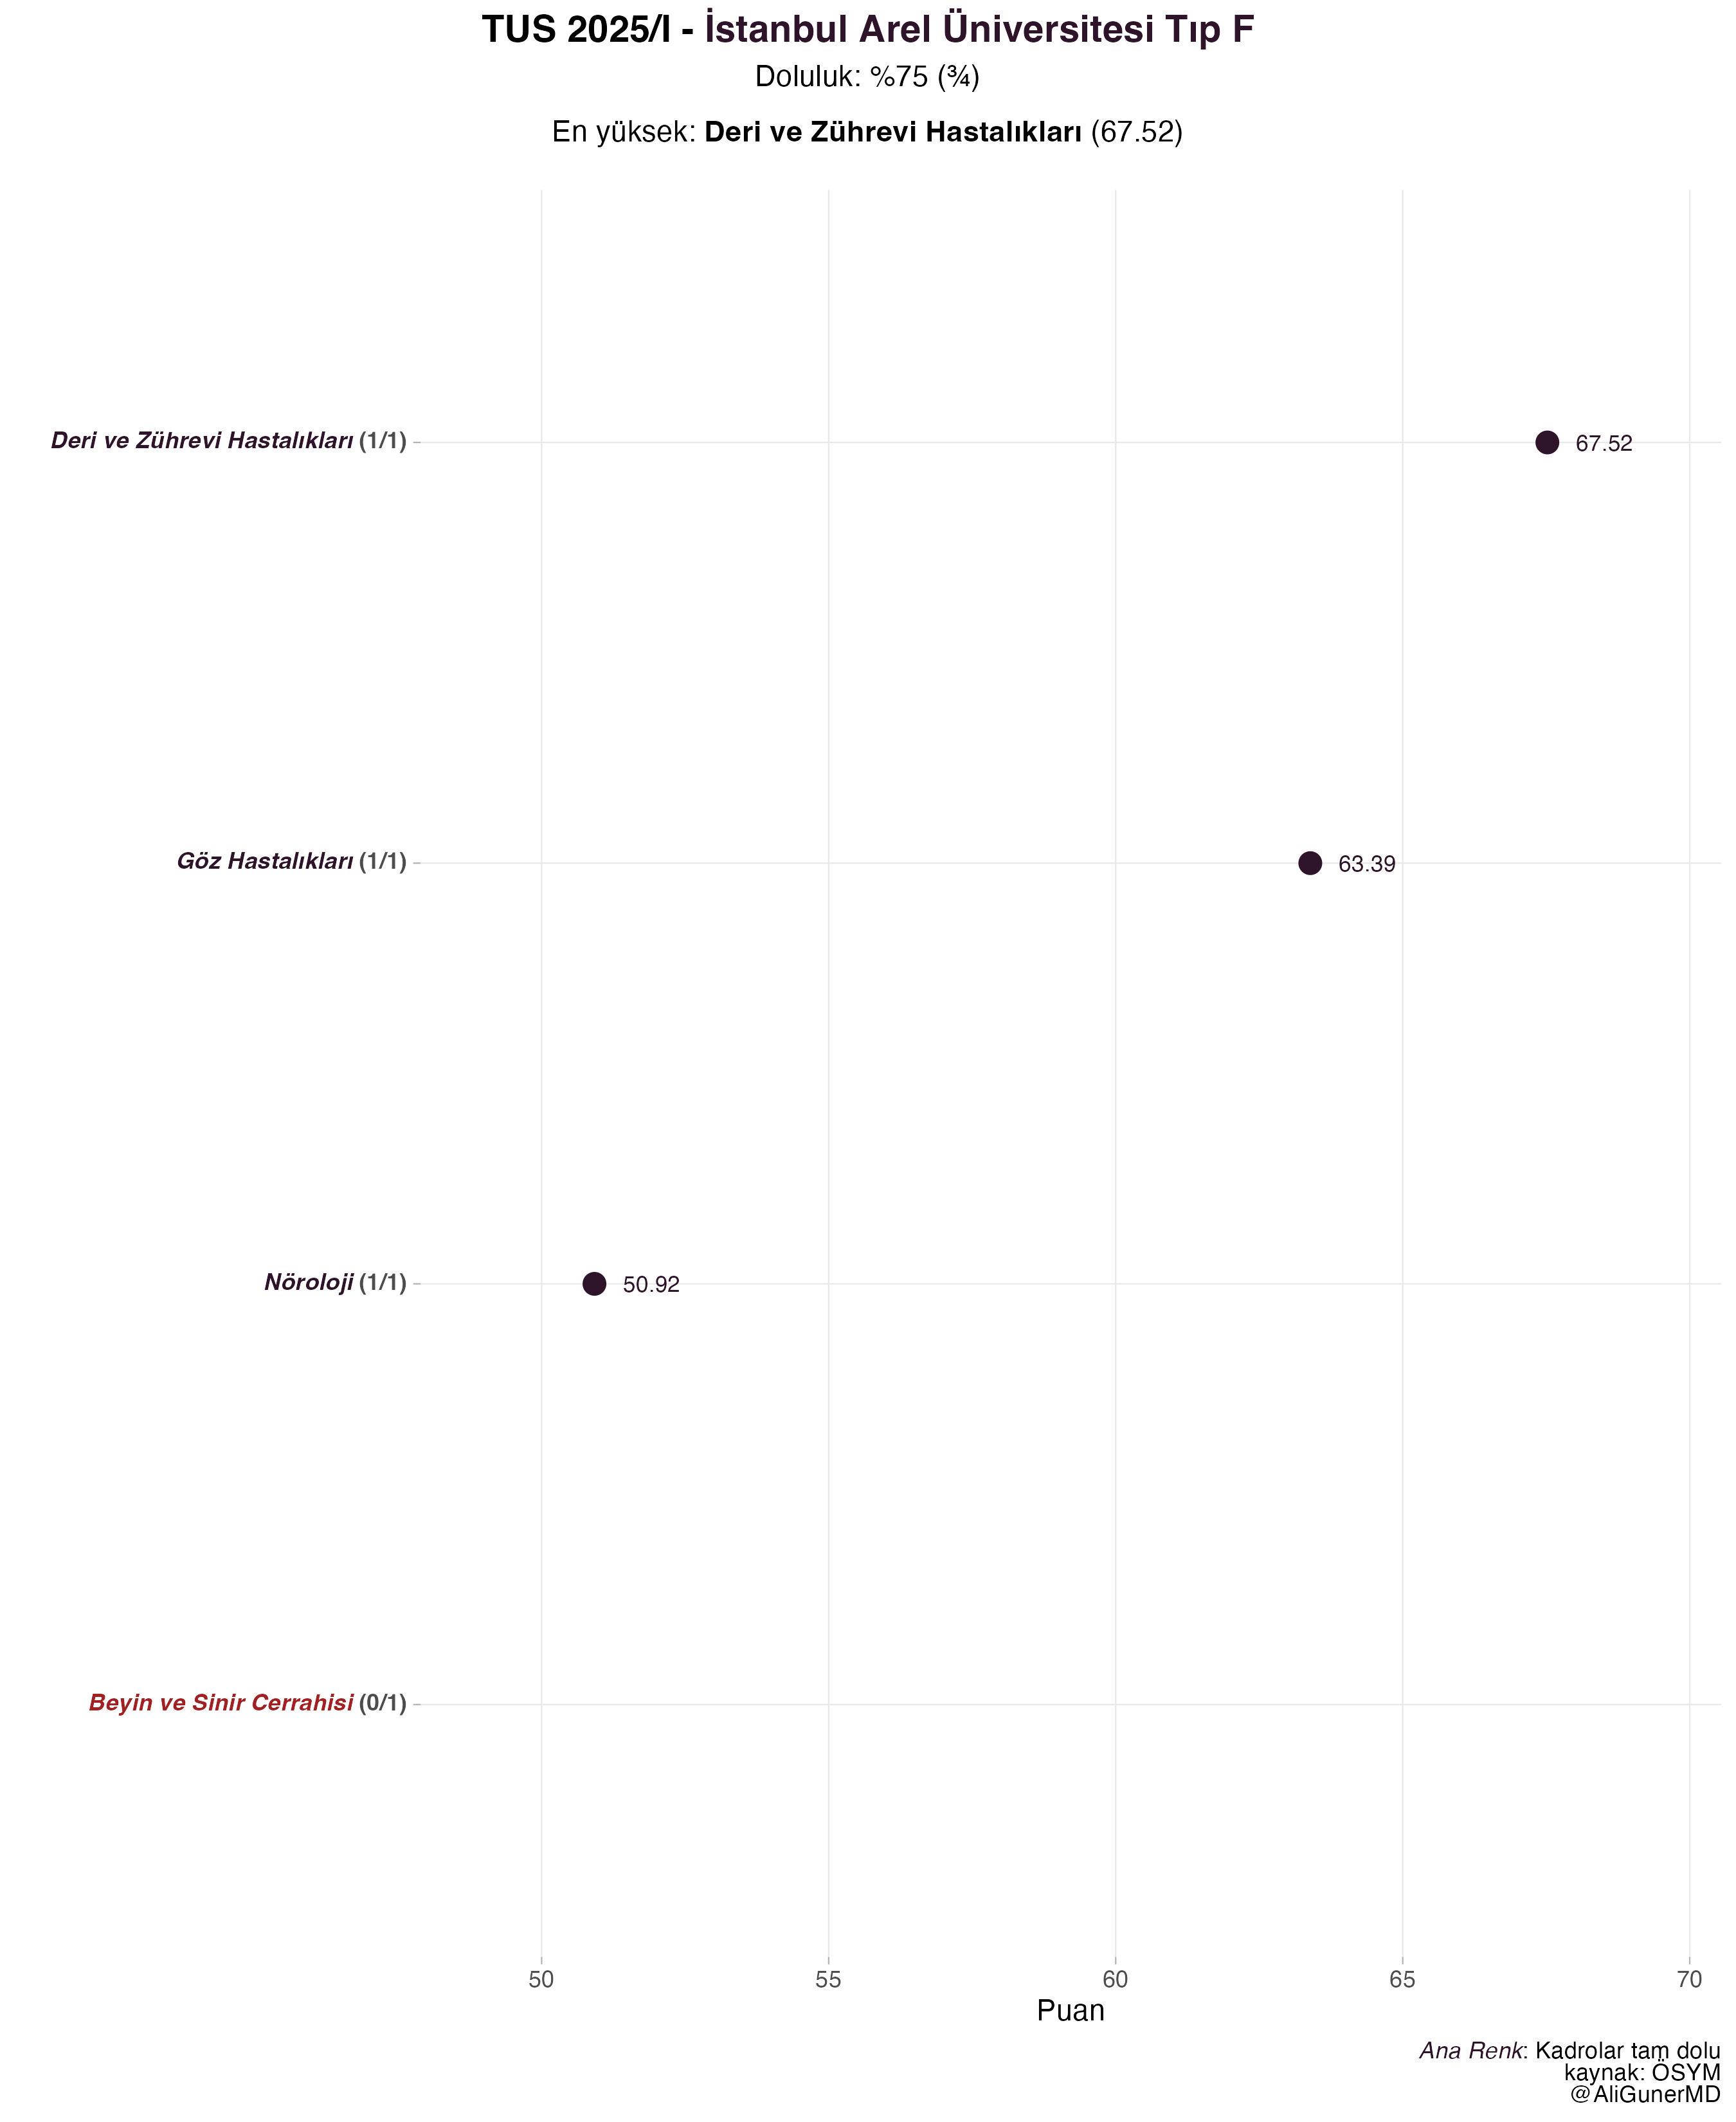 TUS 2025/I - İstanbul Arel Üniversitesi Tıp F
Doluluk: %75 (¾)
En yüksek: Deri ve Zührevi Hastalıkları (67.52)
Deri ve Zührevi Hastalıkları (1/1)
67.52
Göz Hastalıkları (1/1)
63.39
Nöroloji (1/1)
50.92
Beyin ve Sinir Cerrahisi (0/1)
50 55 60 65 70
Puan
Ana Renk: Kadrolar tam dolu
kaynak: ÖSYM
@AliGunerMD